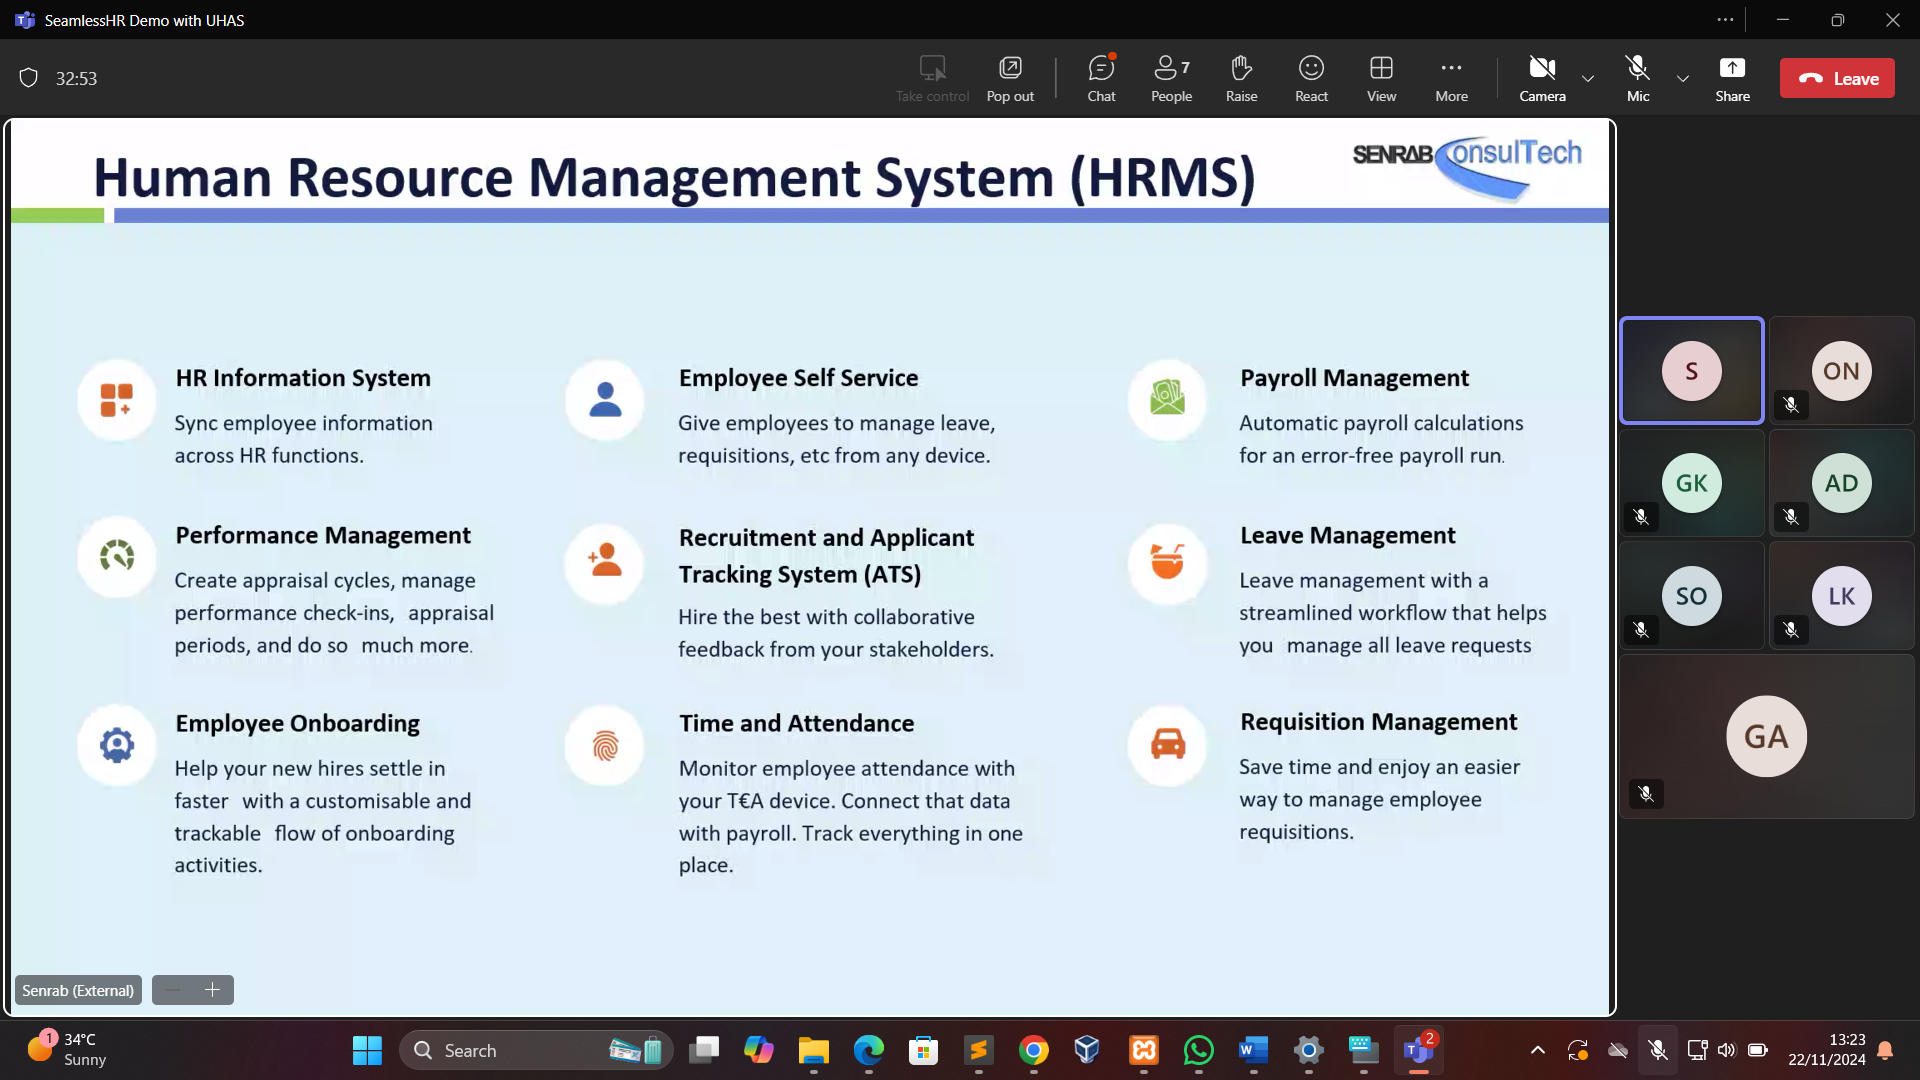 SeamlessHR Demo with UHAS
32:53
Take control
Pop out
Chat
7
People
Raise
React
View
More
Camera
Mic
Share
Leave
Human Resource Management System (HRMS)
SENRAB ConsulTech
HR Information System
Sync employee information
across HR functions.
Employee Self Service
Give employees to manage leave,
requisitions, etc from any device.
Payroll Management
Automatic payroll calculations
for an error-free payroll run.
Performance Management
Create appraisal cycles, manage
performance check-ins, appraisal
periods, and do so much more.
Recruitment and Applicant
Tracking System (ATS)
Hire the best with collaborative
feedback from your stakeholders.
Leave Management
Leave management with a
streamlined workflow that helps
you manage all leave requests
Employee Onboarding
Help your new hires settle in
faster with a customisable and
trackable flow of onboarding
activities.
Time and Attendance
Monitor employee attendance with
your T€A device. Connect that data
with payroll. Track everything in one
place.
Requisition Management
Save time and enjoy an easier
way to manage employee
requisitions.
S
ON
GK
AD
SO
LK
GA
Senrab (External)
1
34°C
Sunny
Search
2
13:23
22/11/2024